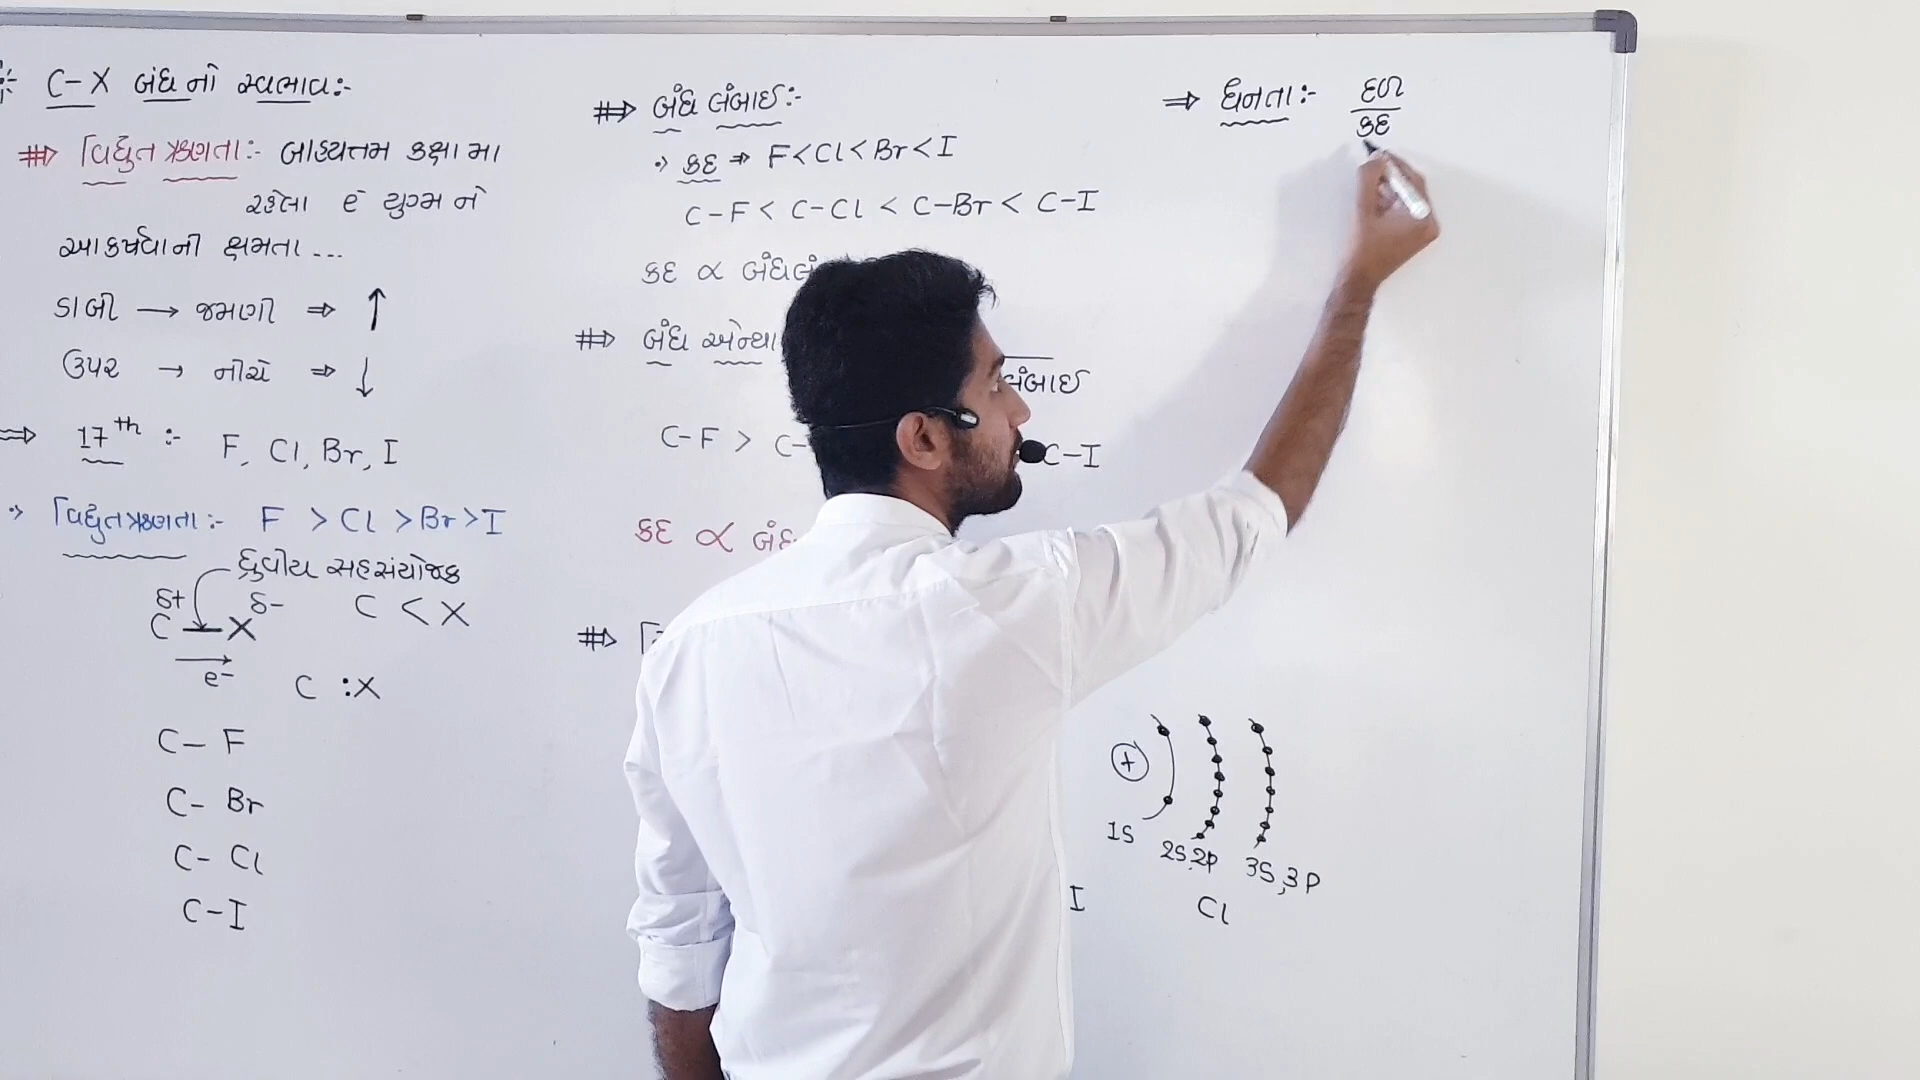 C-X બંધ નો સ્વભાવ:-
વિદ્યુત ઋણતા:- બાહ્યતમ કક્ષા મા
રહેલા e⁻ યુગ્મ ને
આકર્ષવાની ક્ષમતા...
ડાબી → જમણી ⇒ ↑
ઉપર → નીચે ⇒ ↓
⇒ 17th :- F, Cl, Br, I
વિદ્યુતઋણતા:- F > Cl > Br > I
ધ્રુવીય સહસંયોજક
δ+ δ-
C — X C < X
→
e⁻ C :X
C- F
C- Br
C- Cl
C-I
બંધ લંબાઈ:-
કદ ⇒ F < Cl < Br < I
C-F < C-Cl < C-Br < C-I
કદ ∝
બંધ
લંબાઈ
C-F > C- C-I
કદ ∝
I
⇒ ઘનતા:- દળ
કદ
+
1S 2S,2P 3S,3P
Cl